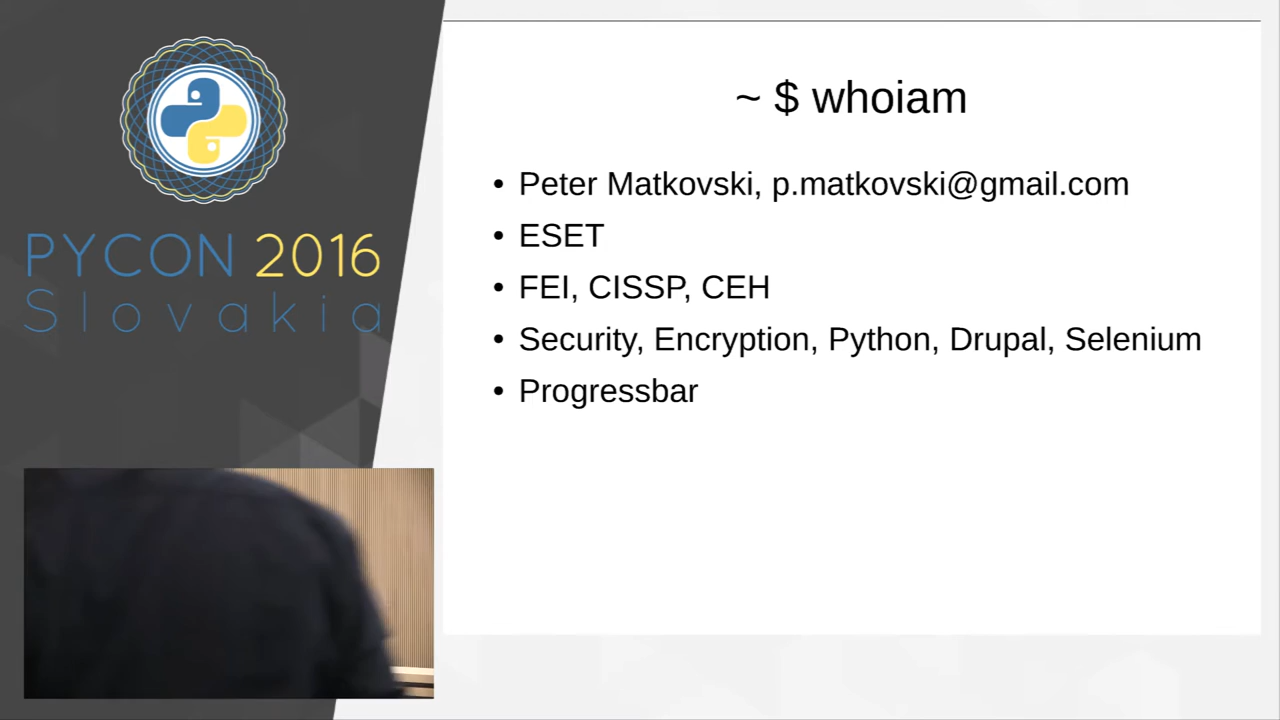 PYCON 2016
Slovakia
~ $ whoiam
• Peter Matkovski, p.matkovski@gmail.com
• ESET
• FEI, CISSP, CEH
• Security, Encryption, Python, Drupal, Selenium
• Progressbar